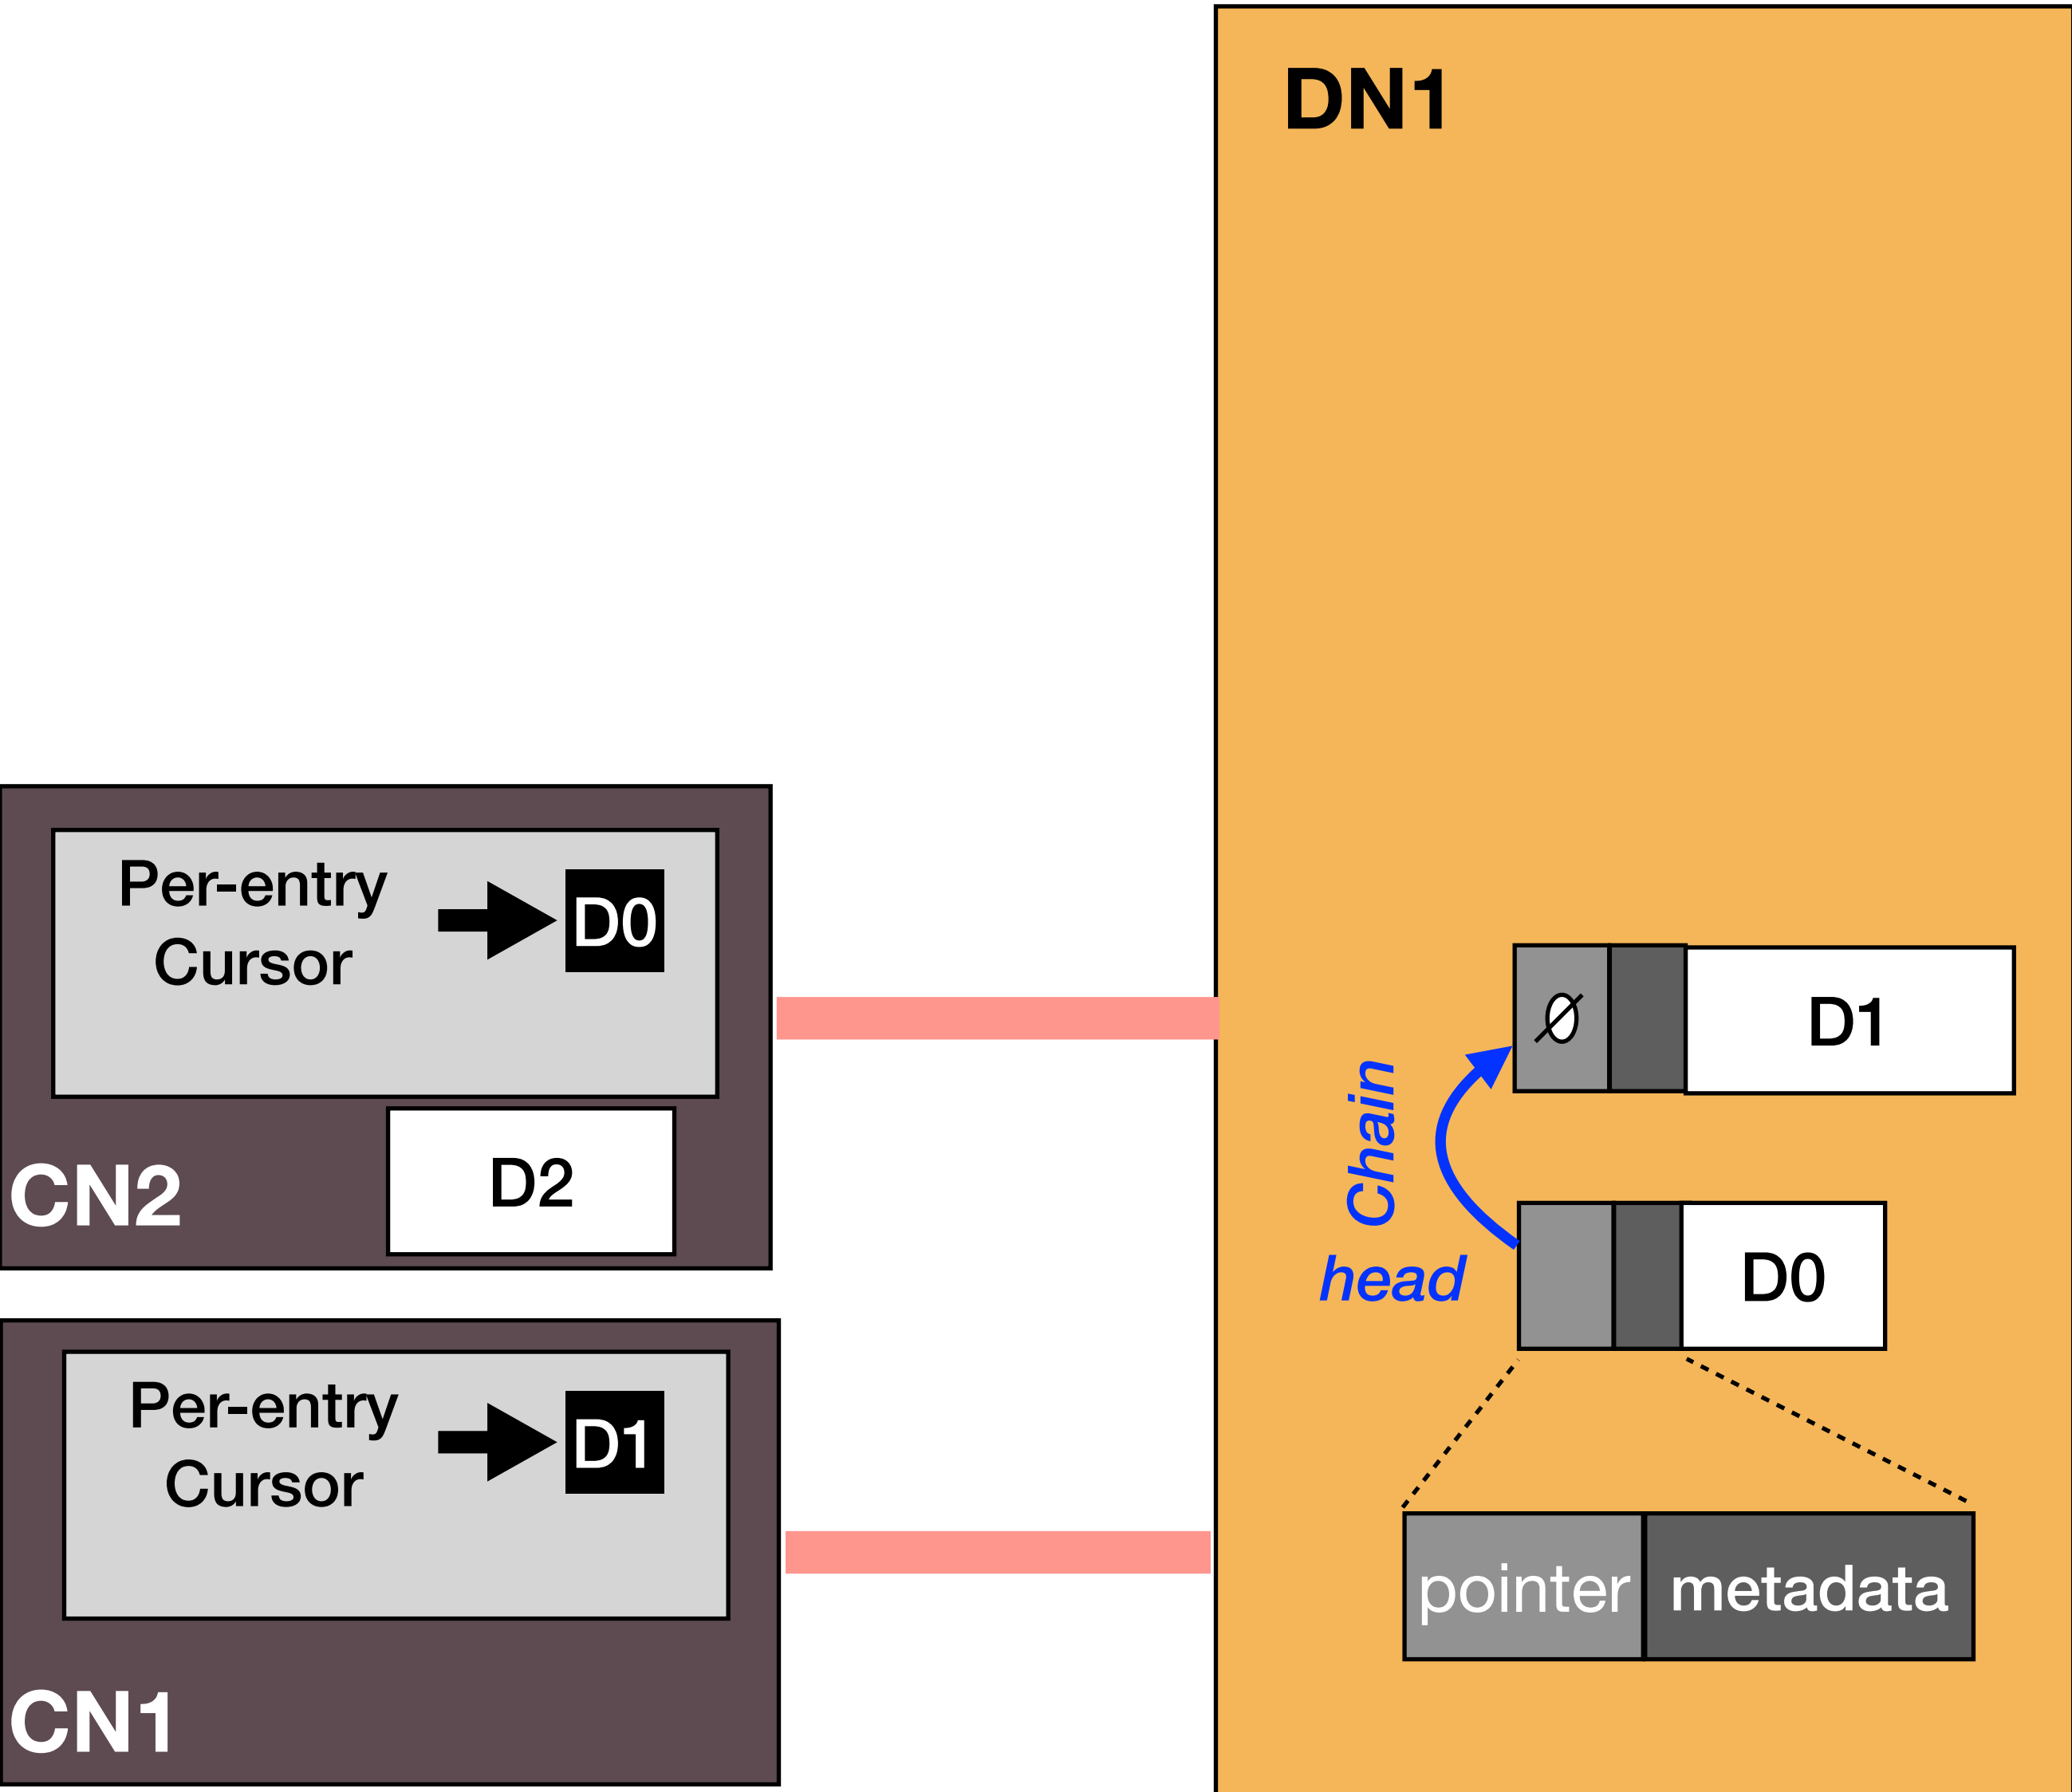 DN1
Per-entry
Cursor
D0
D2
CN2
Per-entry
Cursor
D1
CN1
D1
Chain
head
D0
pointer
metadata